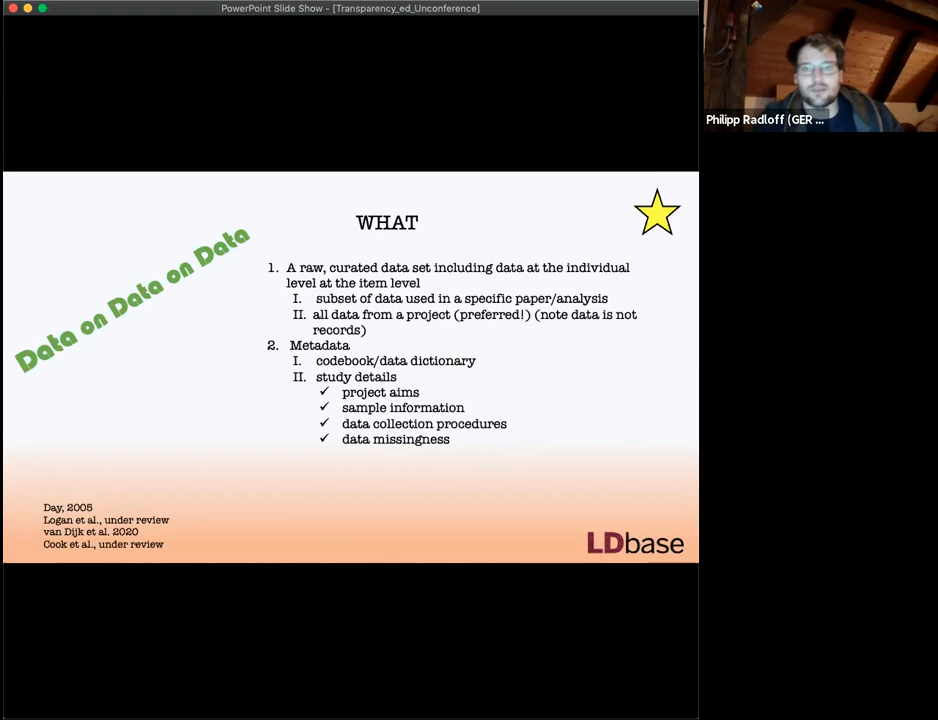 PowerPoint Slide Show - [Transparency_ed_Unconference]
Philipp Radloff (GER ...
WHAT
Data on Data on Data
1. A raw, curated data set including data at the individual
level at the item level
I. subset of data used in a specific paper/analysis
II. all data from a project (preferred!) (note data is not
records)
2. Metadata
I. codebook/data dictionary
II. study details
✓ project aims
✓ sample information
✓ data collection procedures
✓ data missingness
Day, 2005
Logan et al., under review
van Dijk et al. 2020
Cook et al., under review
LDbase